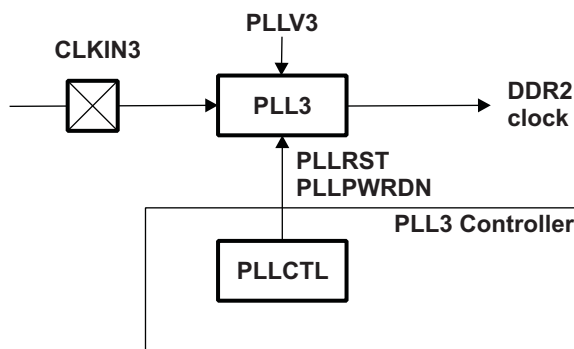 PLLV3
CLKIN3
PLL3
DDR2
clock
PLLRST
PLLPWRDN
PLL3 Controller
PLLCTL